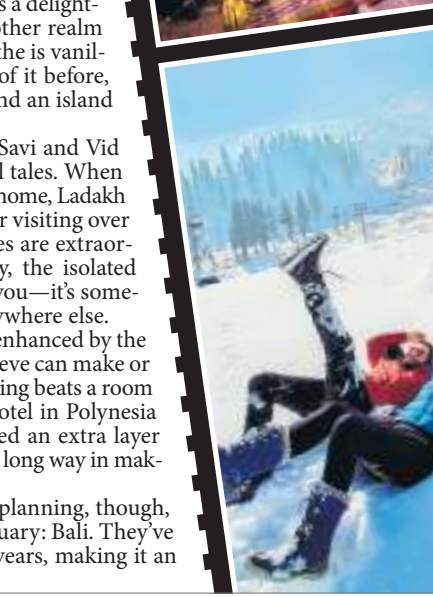 s a delight-
other realm
the is vanil-
of it before,
nd an island
Savi and Vid
l tales. When
home, Ladakh
r visiting over
es are extraor-
y, the isolated
you—it's some-
ywhere else.
enhanced by the
eve can make or
ing beats a room
otel in Polynesia
ed an extra layer
long way in mak-
planning, though,
uary: Bali. They've
years, making it an